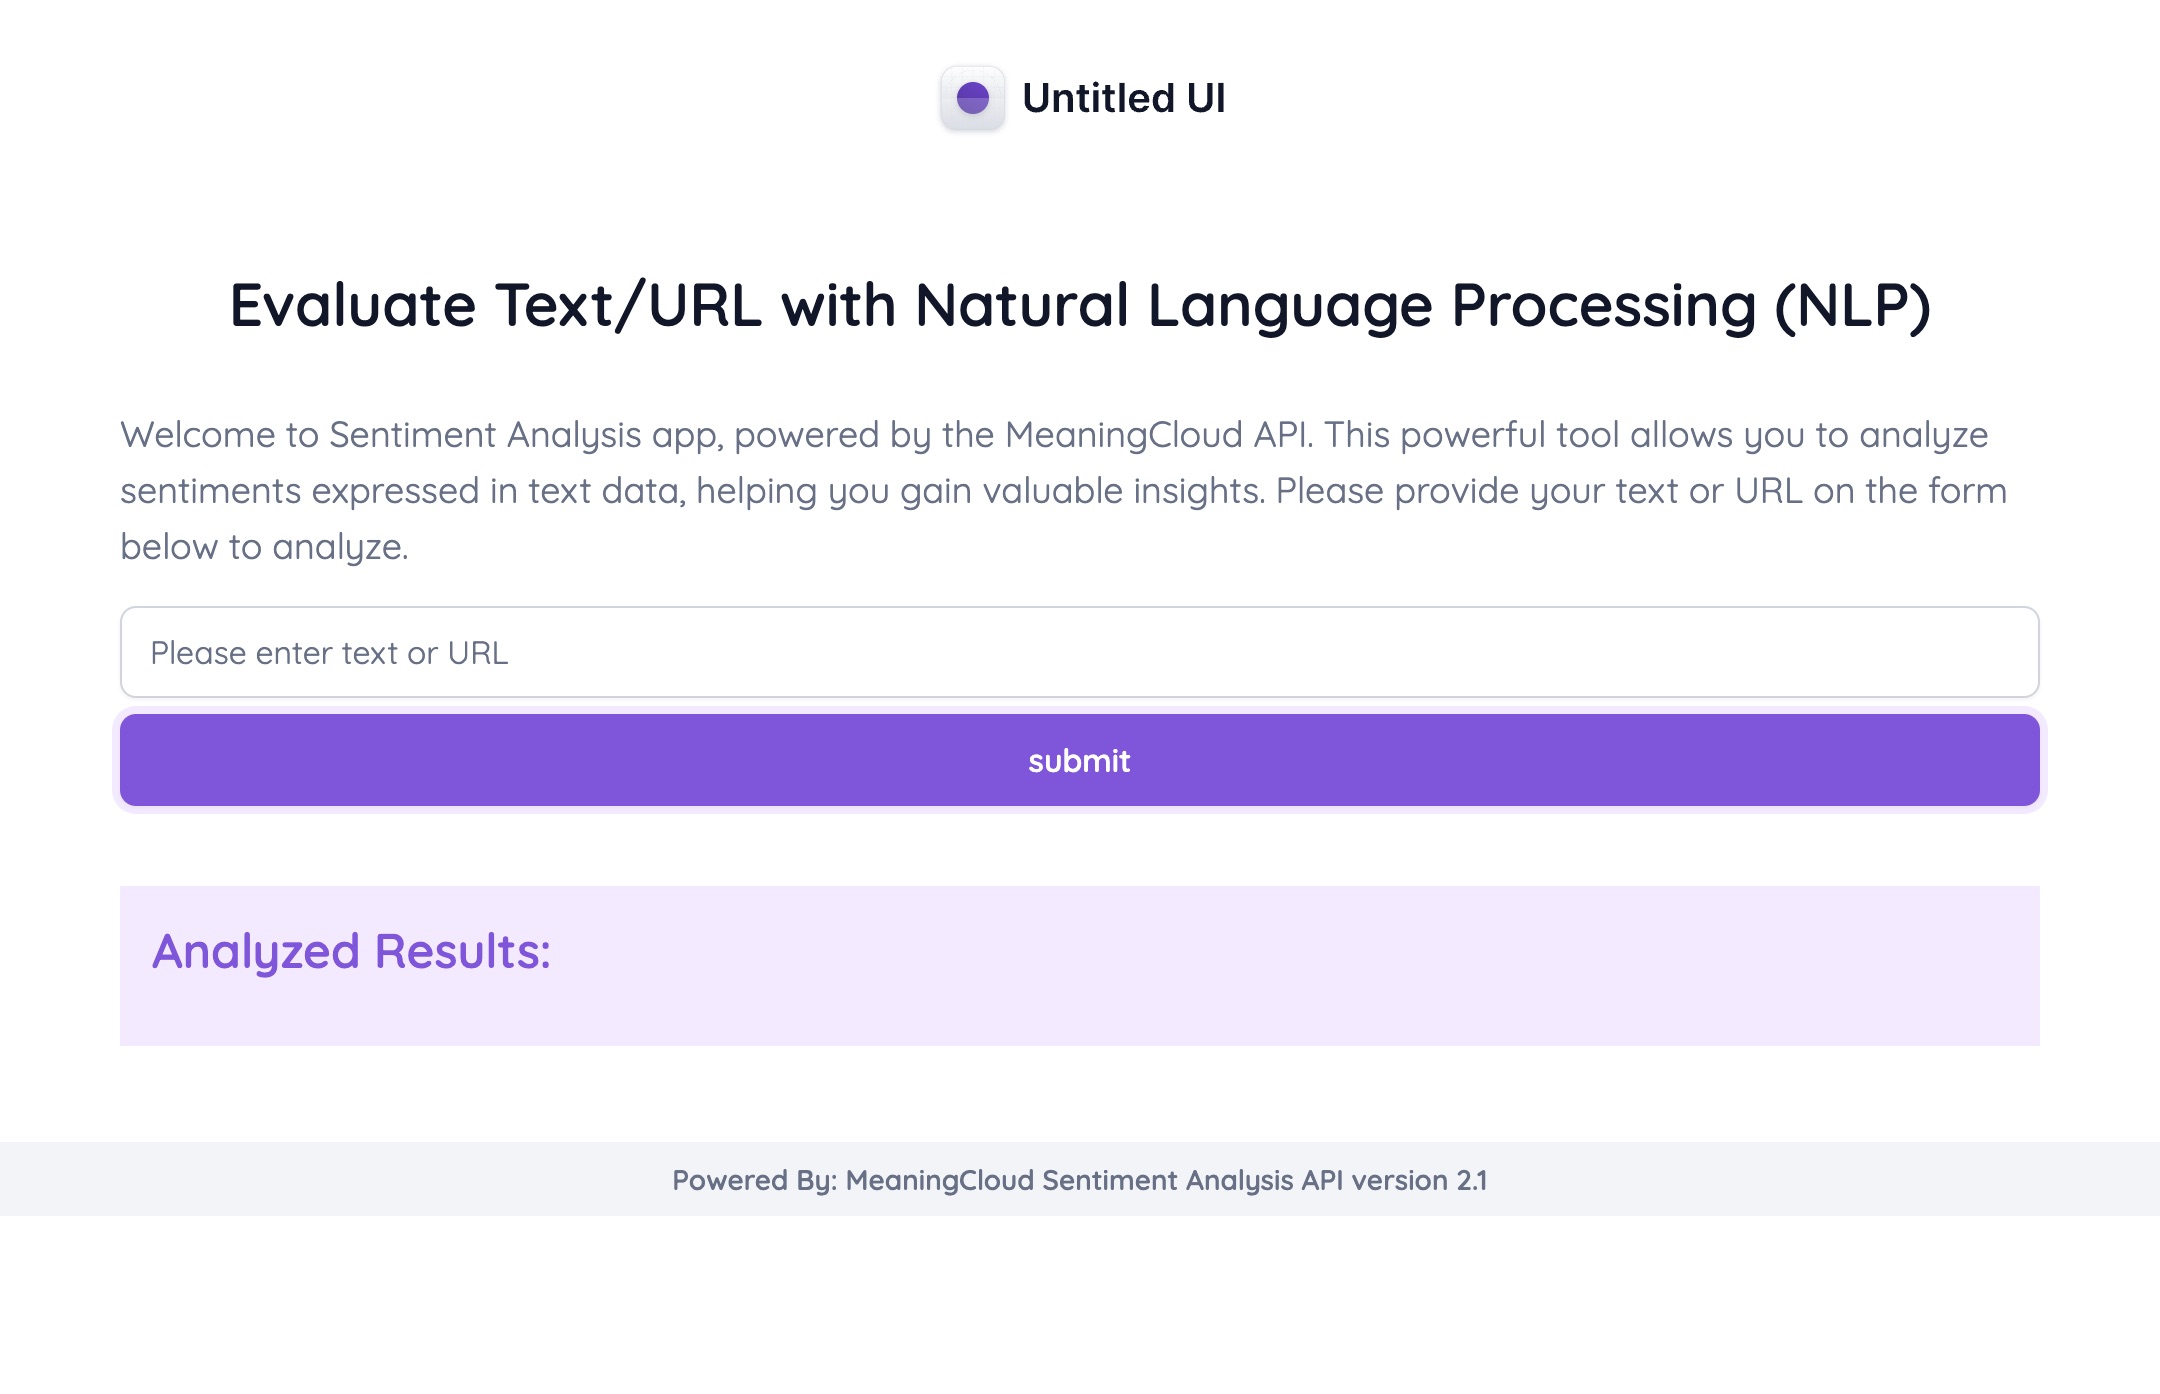 Untitled UI
Evaluate Text/URL with Natural Language Processing (NLP)
Welcome to Sentiment Analysis app, powered by the MeaningCloud API. This powerful tool allows you to analyze
sentiments expressed in text data, helping you gain valuable insights. Please provide your text or URL on the form
below to analyze.
Please enter text or URL
submit
Analyzed Results:
Powered By: MeaningCloud Sentiment Analysis API version 2.1